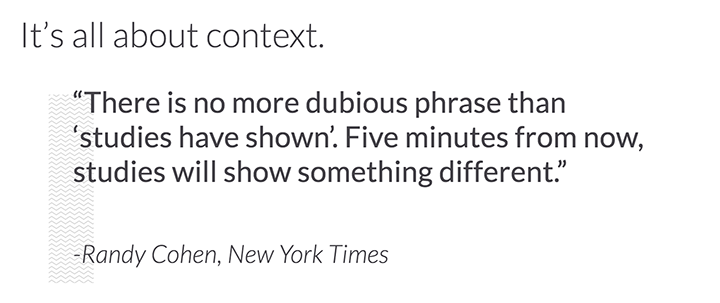 It’s all about context.
“There is no more dubious phrase than
‘studies have shown’. Five minutes from now,
studies will show something different.”
-Randy Cohen, New York Times